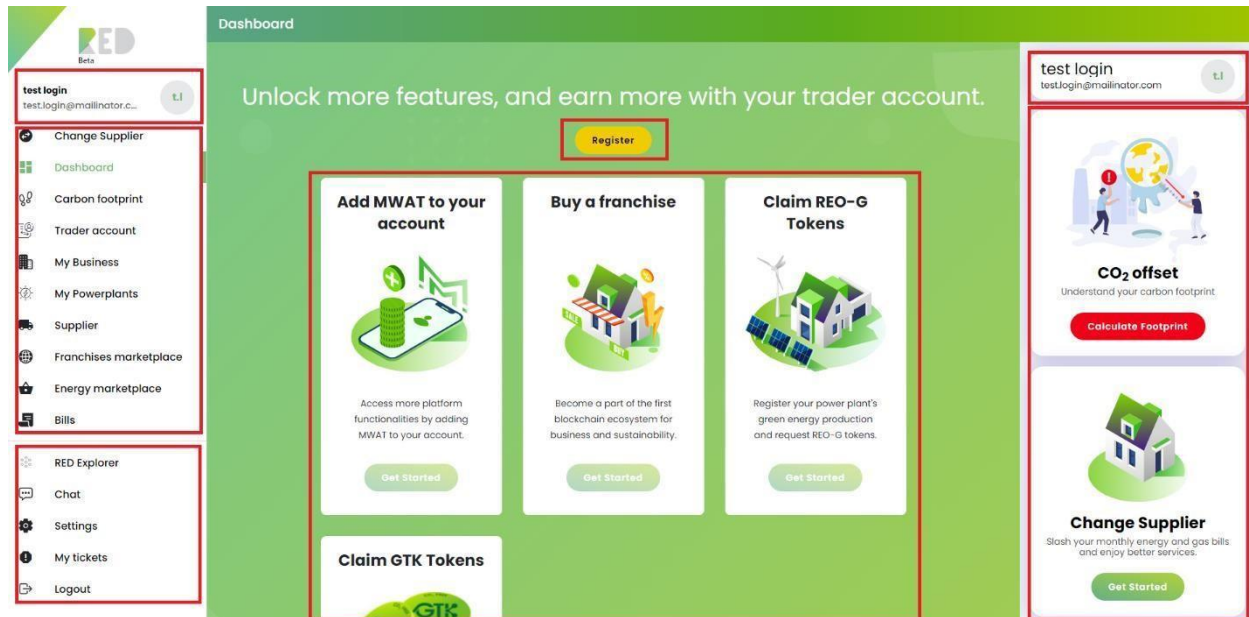 RED
Beta
test login
test.login@mailinator.c...
t.l
Change Supplier
Dashboard
Carbon footprint
Trader account
My Business
My Powerplants
Supplier
Franchises marketplace
Energy marketplace
Bills
RED Explorer
Chat
Settings
My tickets
Logout
Dashboard
Unlock more features, and earn more with your trader account.
Register
Add MWAT to your
account
Access more platform
functionalities by adding
MWAT to your account.
Get Started
Buy a franchise
SALE
BUY
Become a part of the first
blockchain ecosystem for
business and sustainability.
Get Started
Claim REO-G
Tokens
Register your power plant's
green energy production
and request REO-G tokens.
Get Started
Claim GTK Tokens
GTK
test login
test.login@mailinator.com
t.l
CO₂ offset
Understand your carbon footprint
Calculate Footprint
Change Supplier
Slash your monthly energy and gas bills
and enjoy better services.
Get Started